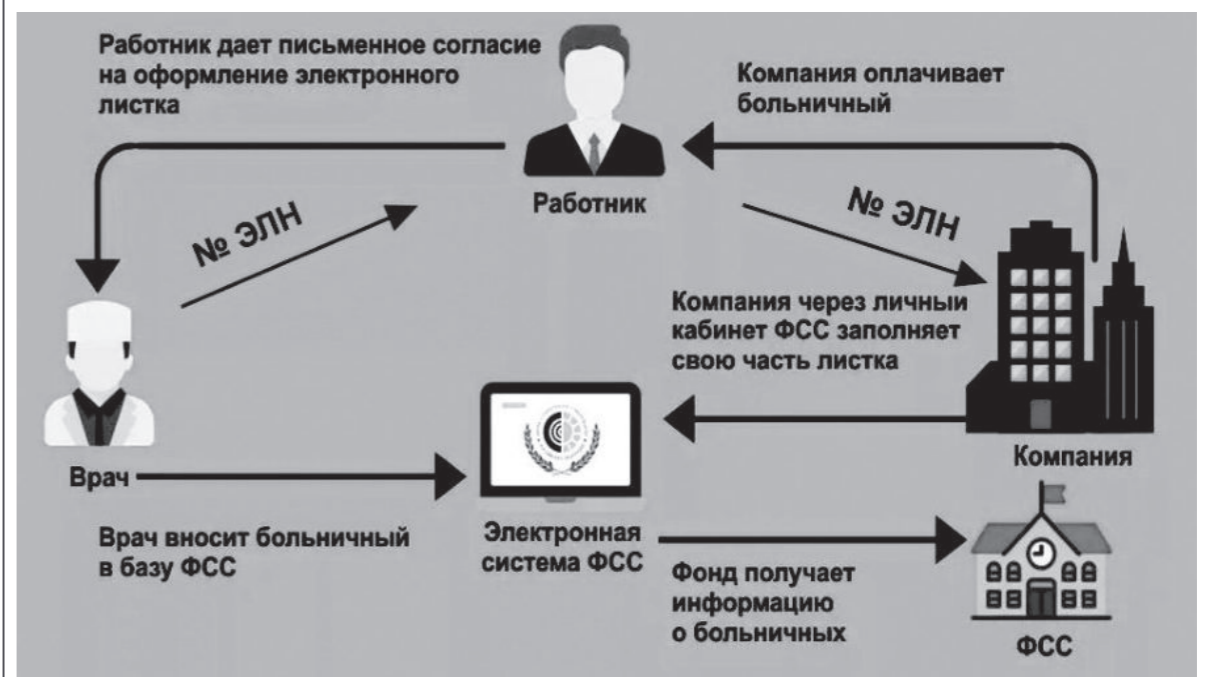 Работник дает письменное согласие
на оформление электронного
листка
Компания оплачивает
больничный
Работник
№ ЭЛН
№ ЭЛН
Компания через личный
кабинет ФСС заполняет
свою часть листка
Компания
Врач
Врач вносит больничный
в базу ФСС
Электронная
система ФСС
Фонд получает
информацию
о больничных
ФСС